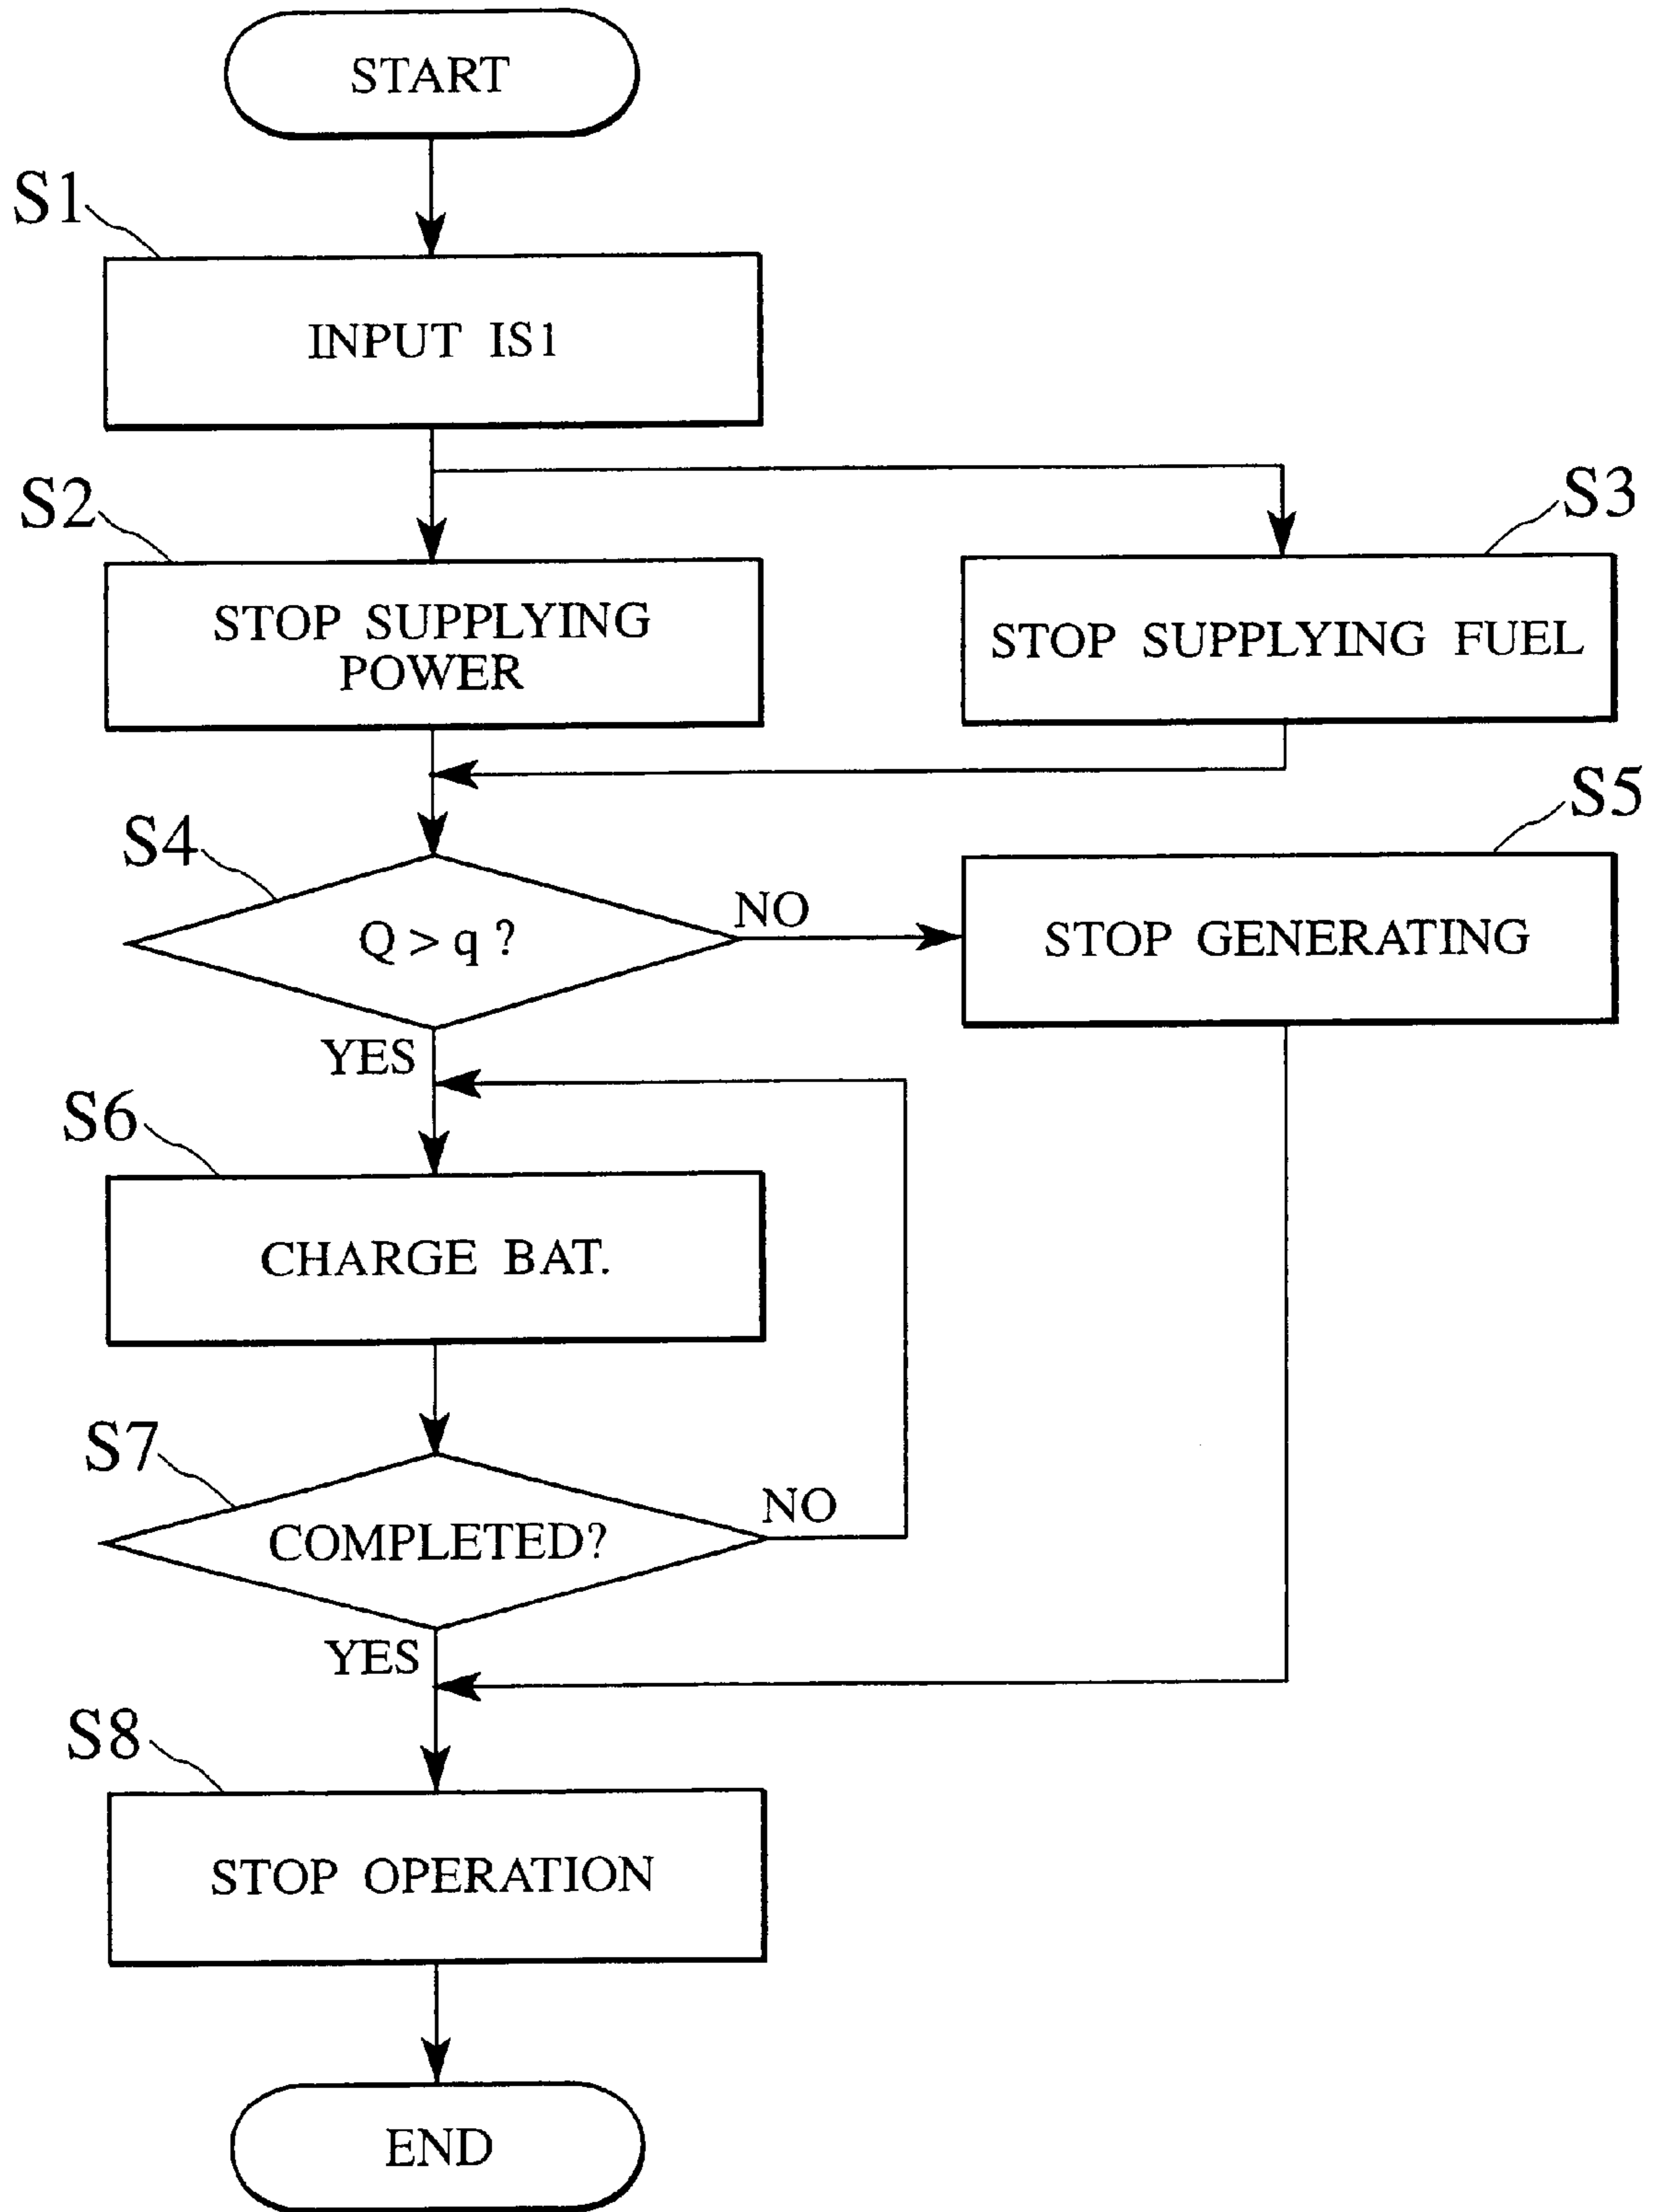 START
S1
INPUT IS1
S2
S3
STOP SUPPLYING
POWER
STOP SUPPLYING FUEL
S4
S5
Q > q ?
NO
STOP GENERATING
YES
S6
CHARGE BAT.
S7
COMPLETED?
NO
YES
S8
STOP OPERATION
END